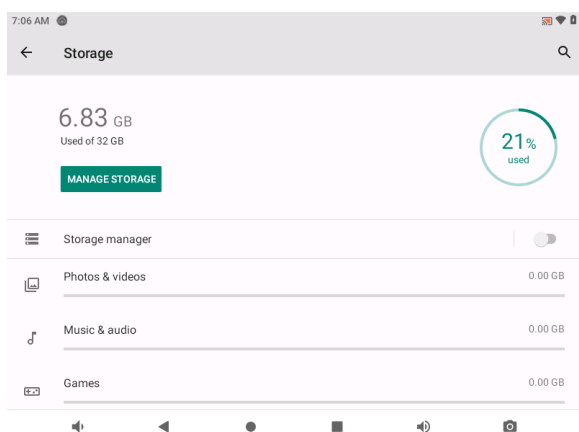 7:06 AM
Storage
6.83 GB
Used of 32 GB
21%
used
MANAGE STORAGE
Storage manager
Photos & videos
0.00 GB
Music & audio
0.00 GB
Games
0.00 GB